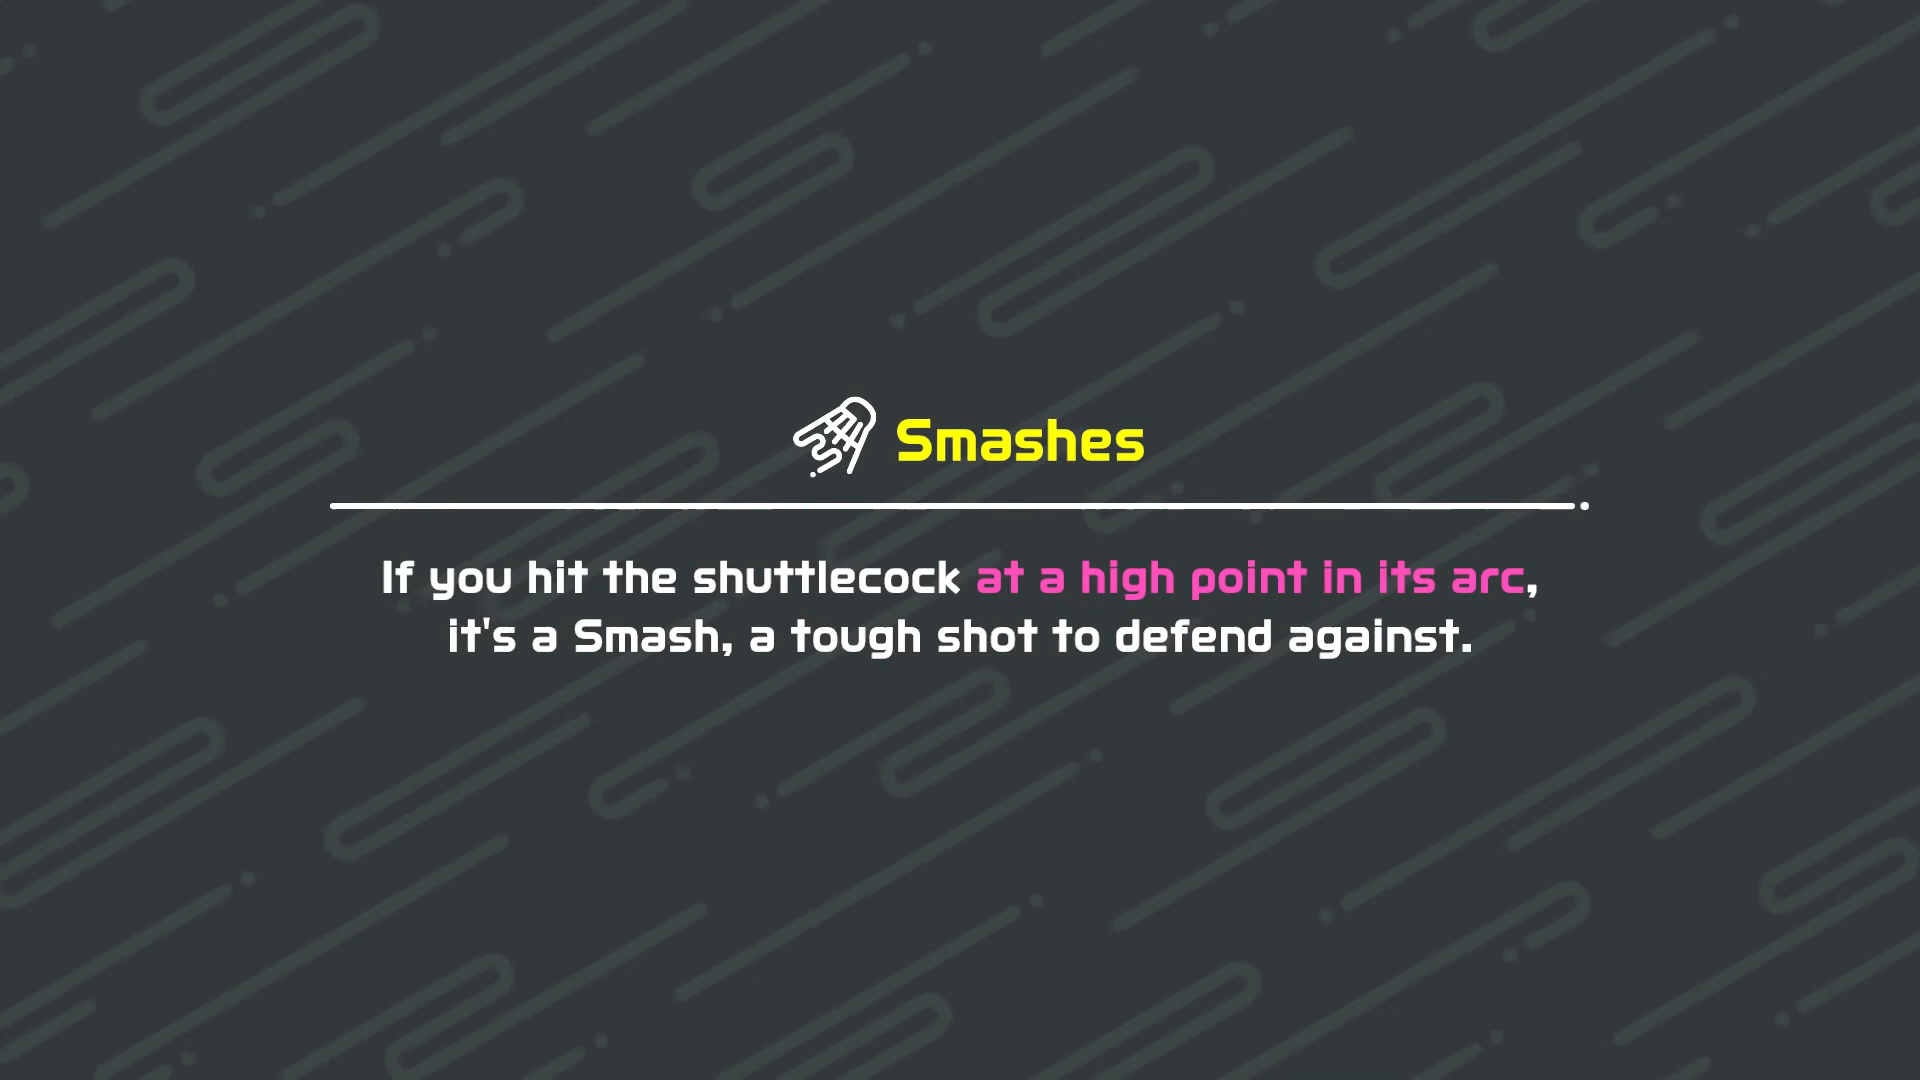 Smashes
If you hit the shuttlecock at a high point in its arc,
it's a Smash, a tough shot to defend against.